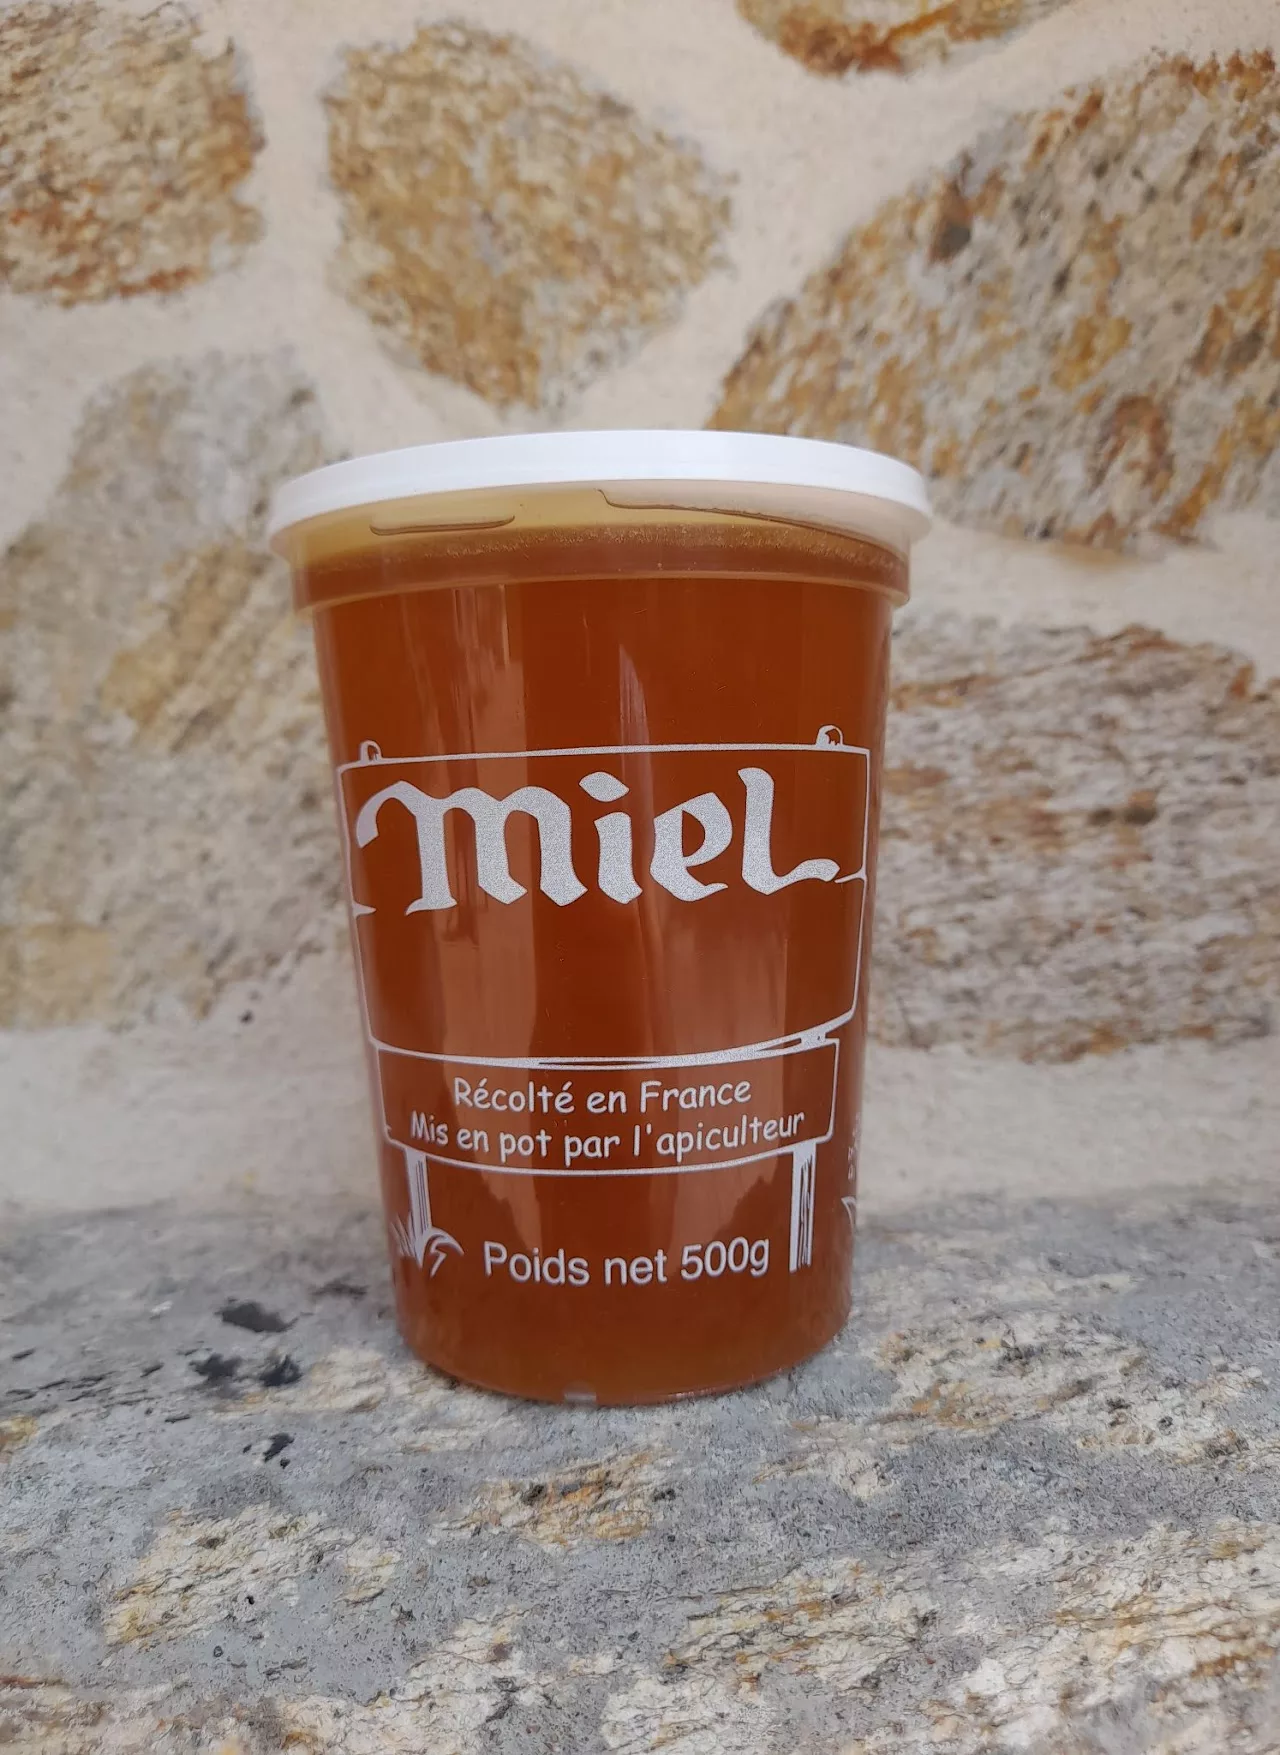 Miel
Récolté en France
Mis en pot par l'apiculteur
Poids net 500g